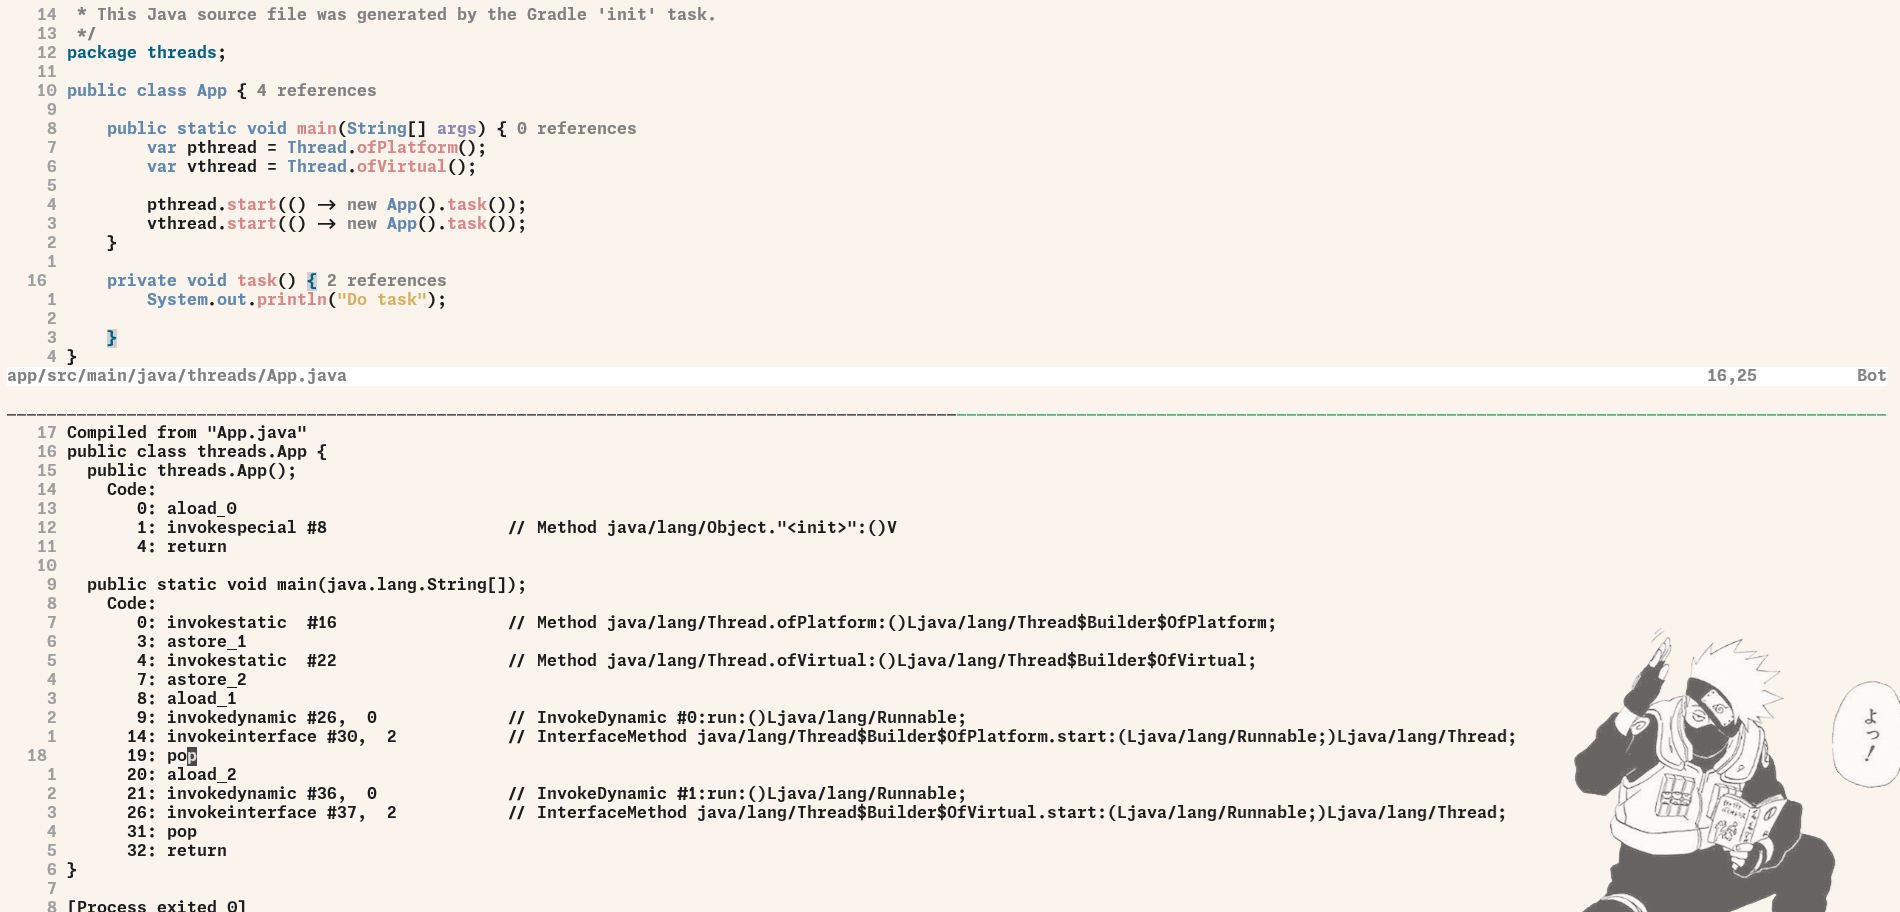 14  * This Java source file was generated by the Gradle 'init' task.
13  */
12 package threads;
11
10 public class App { 4 references
9
8     public static void main(String[] args) { 0 references
7         var pthread = Thread.ofPlatform();
6         var vthread = Thread.ofVirtual();
5
4         pthread.start(() → new App().task());
3         vthread.start(() → new App().task());
2     }
1
16     private void task() { 2 references
1         System.out.println("Do task");
2
3     }
4 }
app/src/main/java/threads/App.java 16,25 Bot
17 Compiled from "App.java"
16 public class threads.App {
15   public threads.App();
14     Code:
13        0: aload_0
12        1: invokespecial #8                  // Method java/lang/Object."<init>":()V
11        4: return
10
9   public static void main(java.lang.String[]);
8     Code:
7        0: invokestatic  #16                 // Method java/lang/Thread.ofPlatform:()Ljava/lang/Thread$Builder$OfPlatform;
6        3: astore_1
5        4: invokestatic  #22                 // Method java/lang/Thread.ofVirtual:()Ljava/lang/Thread$Builder$OfVirtual;
4        7: astore_2
3        8: aload_1
2        9: invokedynamic #26,  0             // InvokeDynamic #0:run:()Ljava/lang/Runnable;
1       14: invokeinterface #30,  2           // InterfaceMethod java/lang/Thread$Builder$OfPlatform.start:(Ljava/lang/Runnable;)Ljava/lang/Thread;
18      19: pop
1       20: aload_2
2       21: invokedynamic #36,  0             // InvokeDynamic #1:run:()Ljava/lang/Runnable;
3       26: invokeinterface #37,  2           // InterfaceMethod java/lang/Thread$Builder$OfVirtual.start:(Ljava/lang/Runnable;)Ljava/lang/Thread;
4       31: pop
5       32: return
6 }
7
8 [Process exited 0]
よっ!